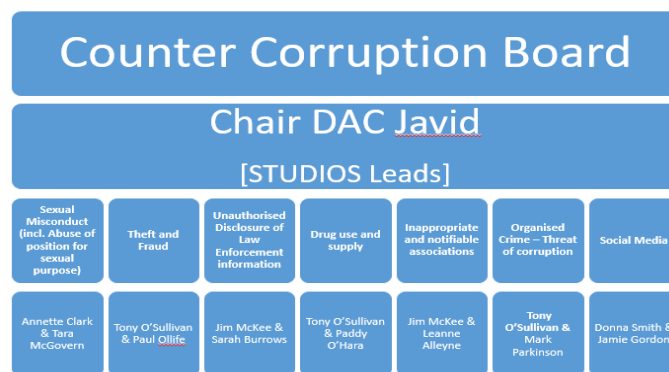 Counter Corruption Board
Chair DAC Javid
[STUDIOS Leads]
Sexual
Misconduct
(incl. Abuse of
position for
sexual
purpose)
Theft and
Fraud
Unauthorised
Disclosure of
Law
Enforcement
information
Drug use and
supply
Inappropriate
and notifiable
associations
Organised
Crime – Threat
of corruption
Social Media
Annette Clark
& Tara
McGovern
Tony O'Sullivan
& Paul Ollife
Jim McKee &
Sarah Burrows
Tony O'Sullivan
& Paddy
O'Hara
Jim McKee &
Leanne
Alleyne
Tony
O'Sullivan &
Mark
Parkinson
Donna Smith &
Jamie Gordon